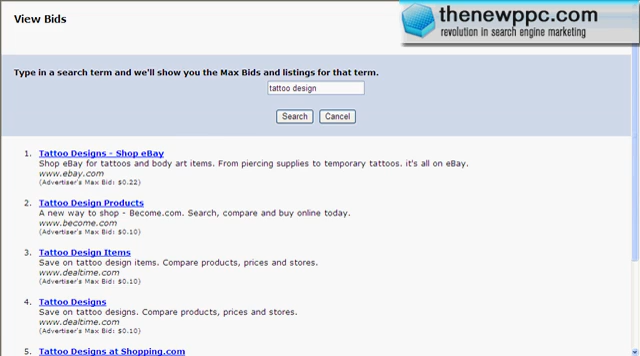 View Bids
thenewppc.com
revolution in search engine marketing
Type in a search term and we'll show you the Max Bids and listings for that term.
tattoo design
Search Cancel
1. Tattoo Designs - Shop eBay
Shop eBay for tattoos and body art items. From piercing supplies to temporary tattoos. it's all on eBay.
www.ebay.com
(Advertiser's Max Bid: $0.22)
2. Tattoo Design Products
A new way to shop - Become.com. Search, compare and buy online today.
www.become.com
(Advertiser's Max Bid: $0.10)
3. Tattoo Design Items
Save on tattoo design items. Compare products, prices and stores.
www.dealtime.com
(Advertiser's Max Bid: $0.10)
4. Tattoo Designs
Save on tattoo designs. Compare products, prices and stores.
www.dealtime.com
(Advertiser's Max Bid: $0.10)
5. Tattoo Designs at Shopping.com